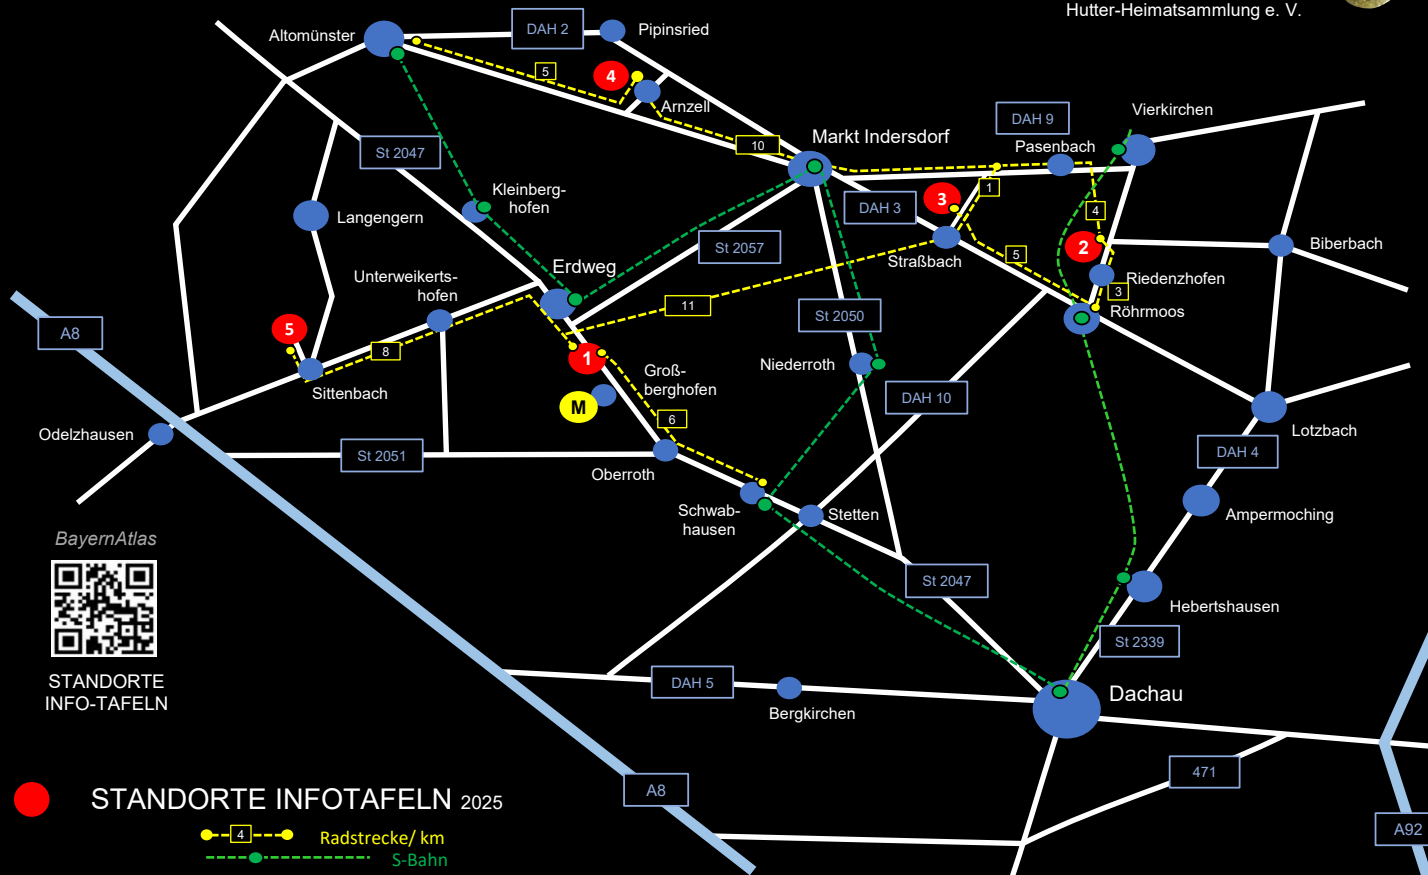 Hutter-Heimatsammlung e. V.
Altomünster
DAH 2
Pipinsried
5
4
Arnzell
10
Markt Indersdorf
DAH 9
Pasenbach
Vierkirchen
St 2047
Kleinberg-
hofen
Langengern
DAH 3
3
1
4
2
5
Straßbach
Biberbach
Riedenzhofen
3
Röhrmoos
St 2057
Unterweikerts-
hofen
Erdweg
11
St 2050
A8
5
8
Sittenbach
1
M
Groß-
berghofen
6
Niederroth
DAH 10
Odelzhausen
St 2051
Oberroth
Schwab-
hausen
Stetten
Lotzbach
DAH 4
Ampermoching
St 2047
Hebertshausen
St 2339
BayernAtlas
STANDORTE
INFO-TAFELN
DAH 5
Bergkirchen
Dachau
471
A8
A92
STANDORTE INFOTAFELN 2025
4
Radstrecke/ km
S-Bahn